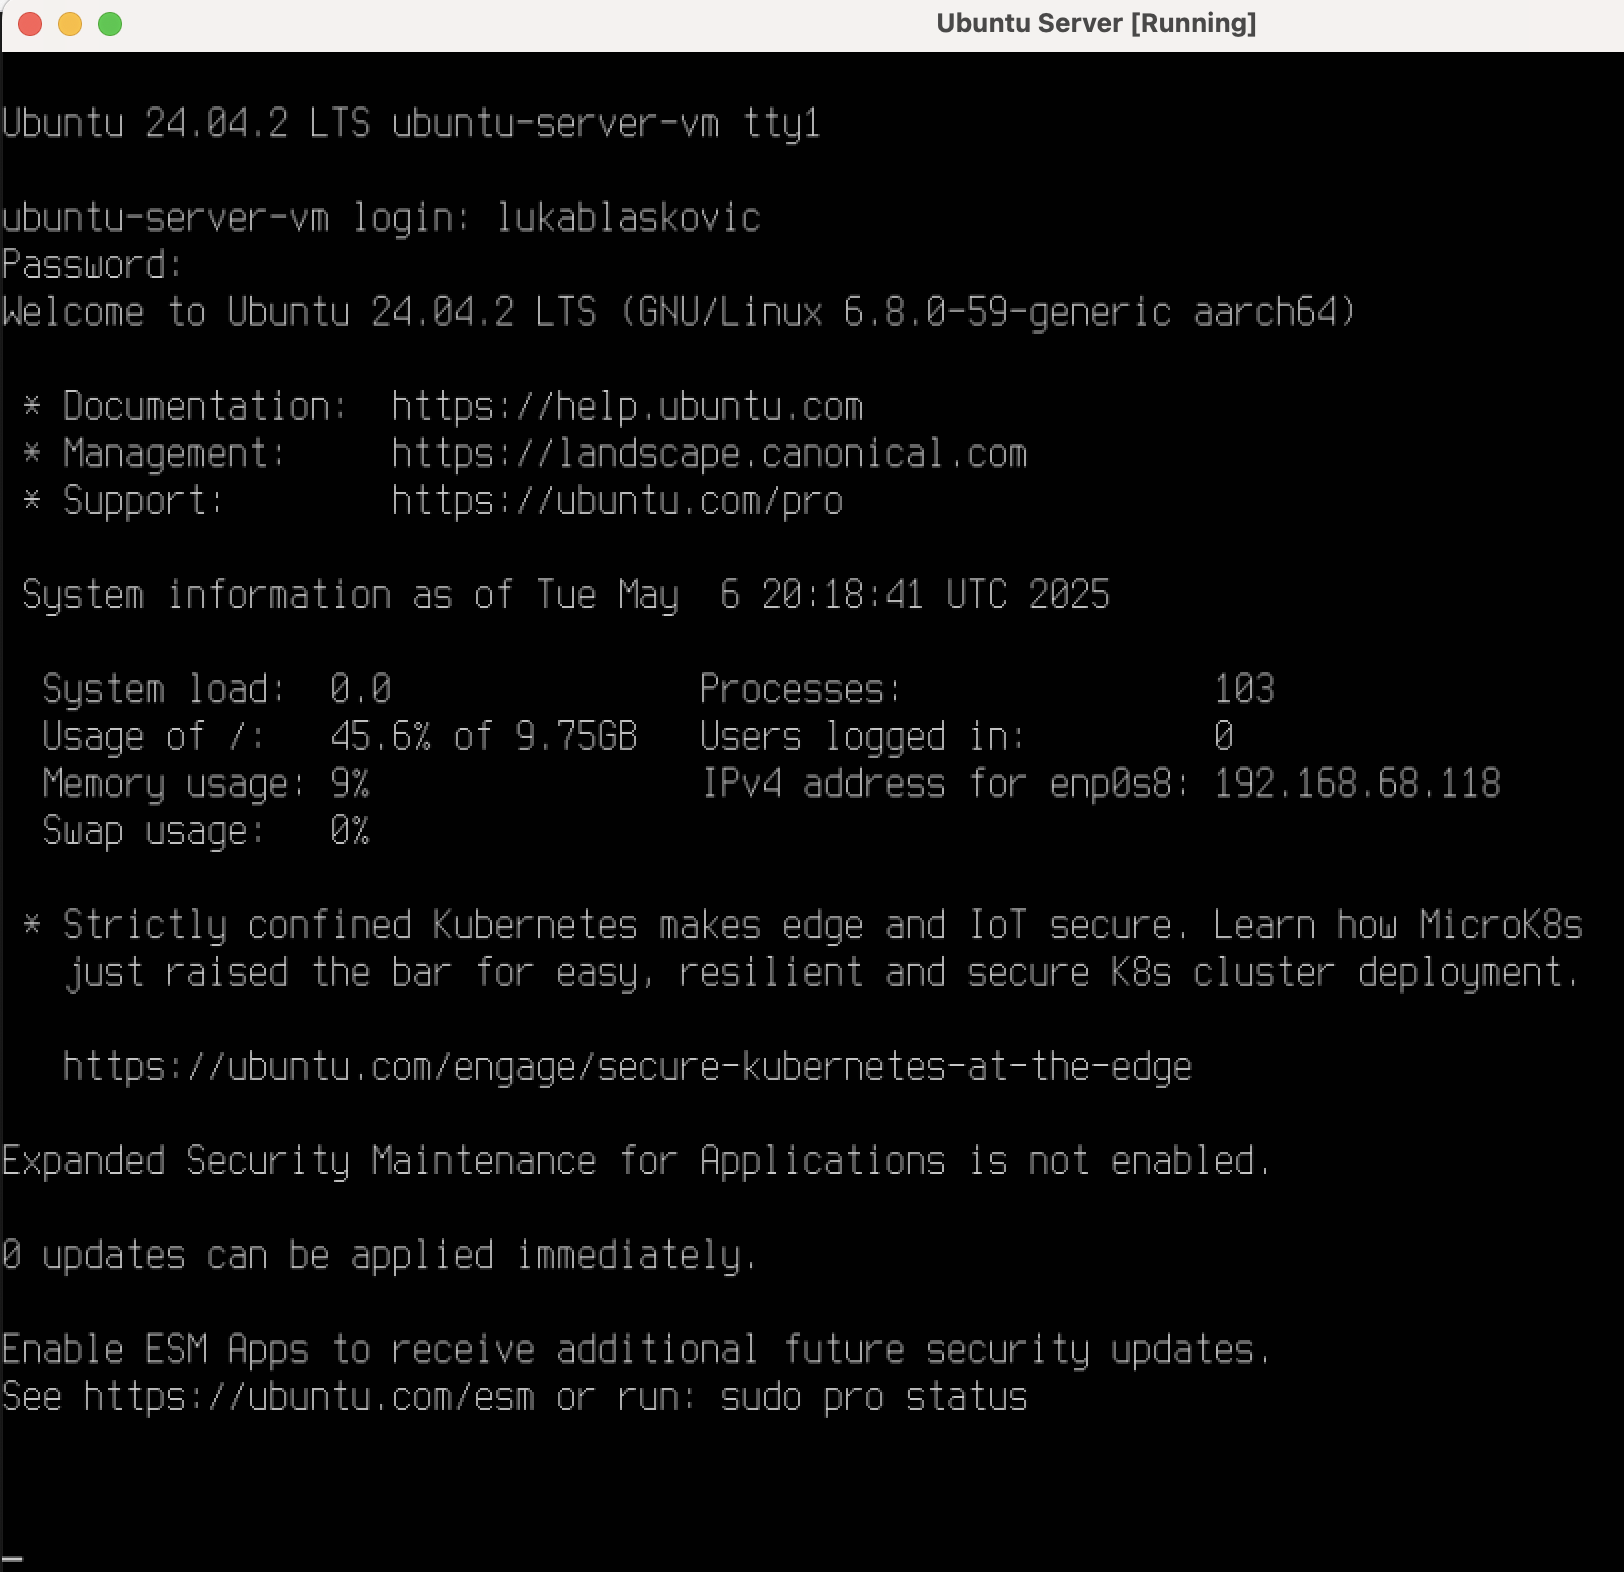 Ubuntu Server [Running]
Ubuntu 24.04.2 LTS ubuntu-server-vm tty1
ubuntu-server-vm login: lukablaskovic
Password:
Welcome to Ubuntu 24.04.2 LTS (GNU/Linux 6.8.0-59-generic aarch64)
* Documentation:  https://help.ubuntu.com
* Management:     https://landscape.canonical.com
* Support:        https://ubuntu.com/pro
System information as of Tue May  6 20:18:41 UTC 2025
System load:  0.0               Processes:               103
Usage of /:   45.6% of 9.75GB   Users logged in:         0
Memory usage: 9%                IPv4 address for enp0s8: 192.168.68.118
Swap usage:   0%
* Strictly confined Kubernetes makes edge and IoT secure. Learn how MicroK8s
just raised the bar for easy, resilient and secure K8s cluster deployment.
https://ubuntu.com/engage/secure-kubernetes-at-the-edge
Expanded Security Maintenance for Applications is not enabled.
0 updates can be applied immediately.
Enable ESM Apps to receive additional future security updates.
See https://ubuntu.com/esm or run: sudo pro status